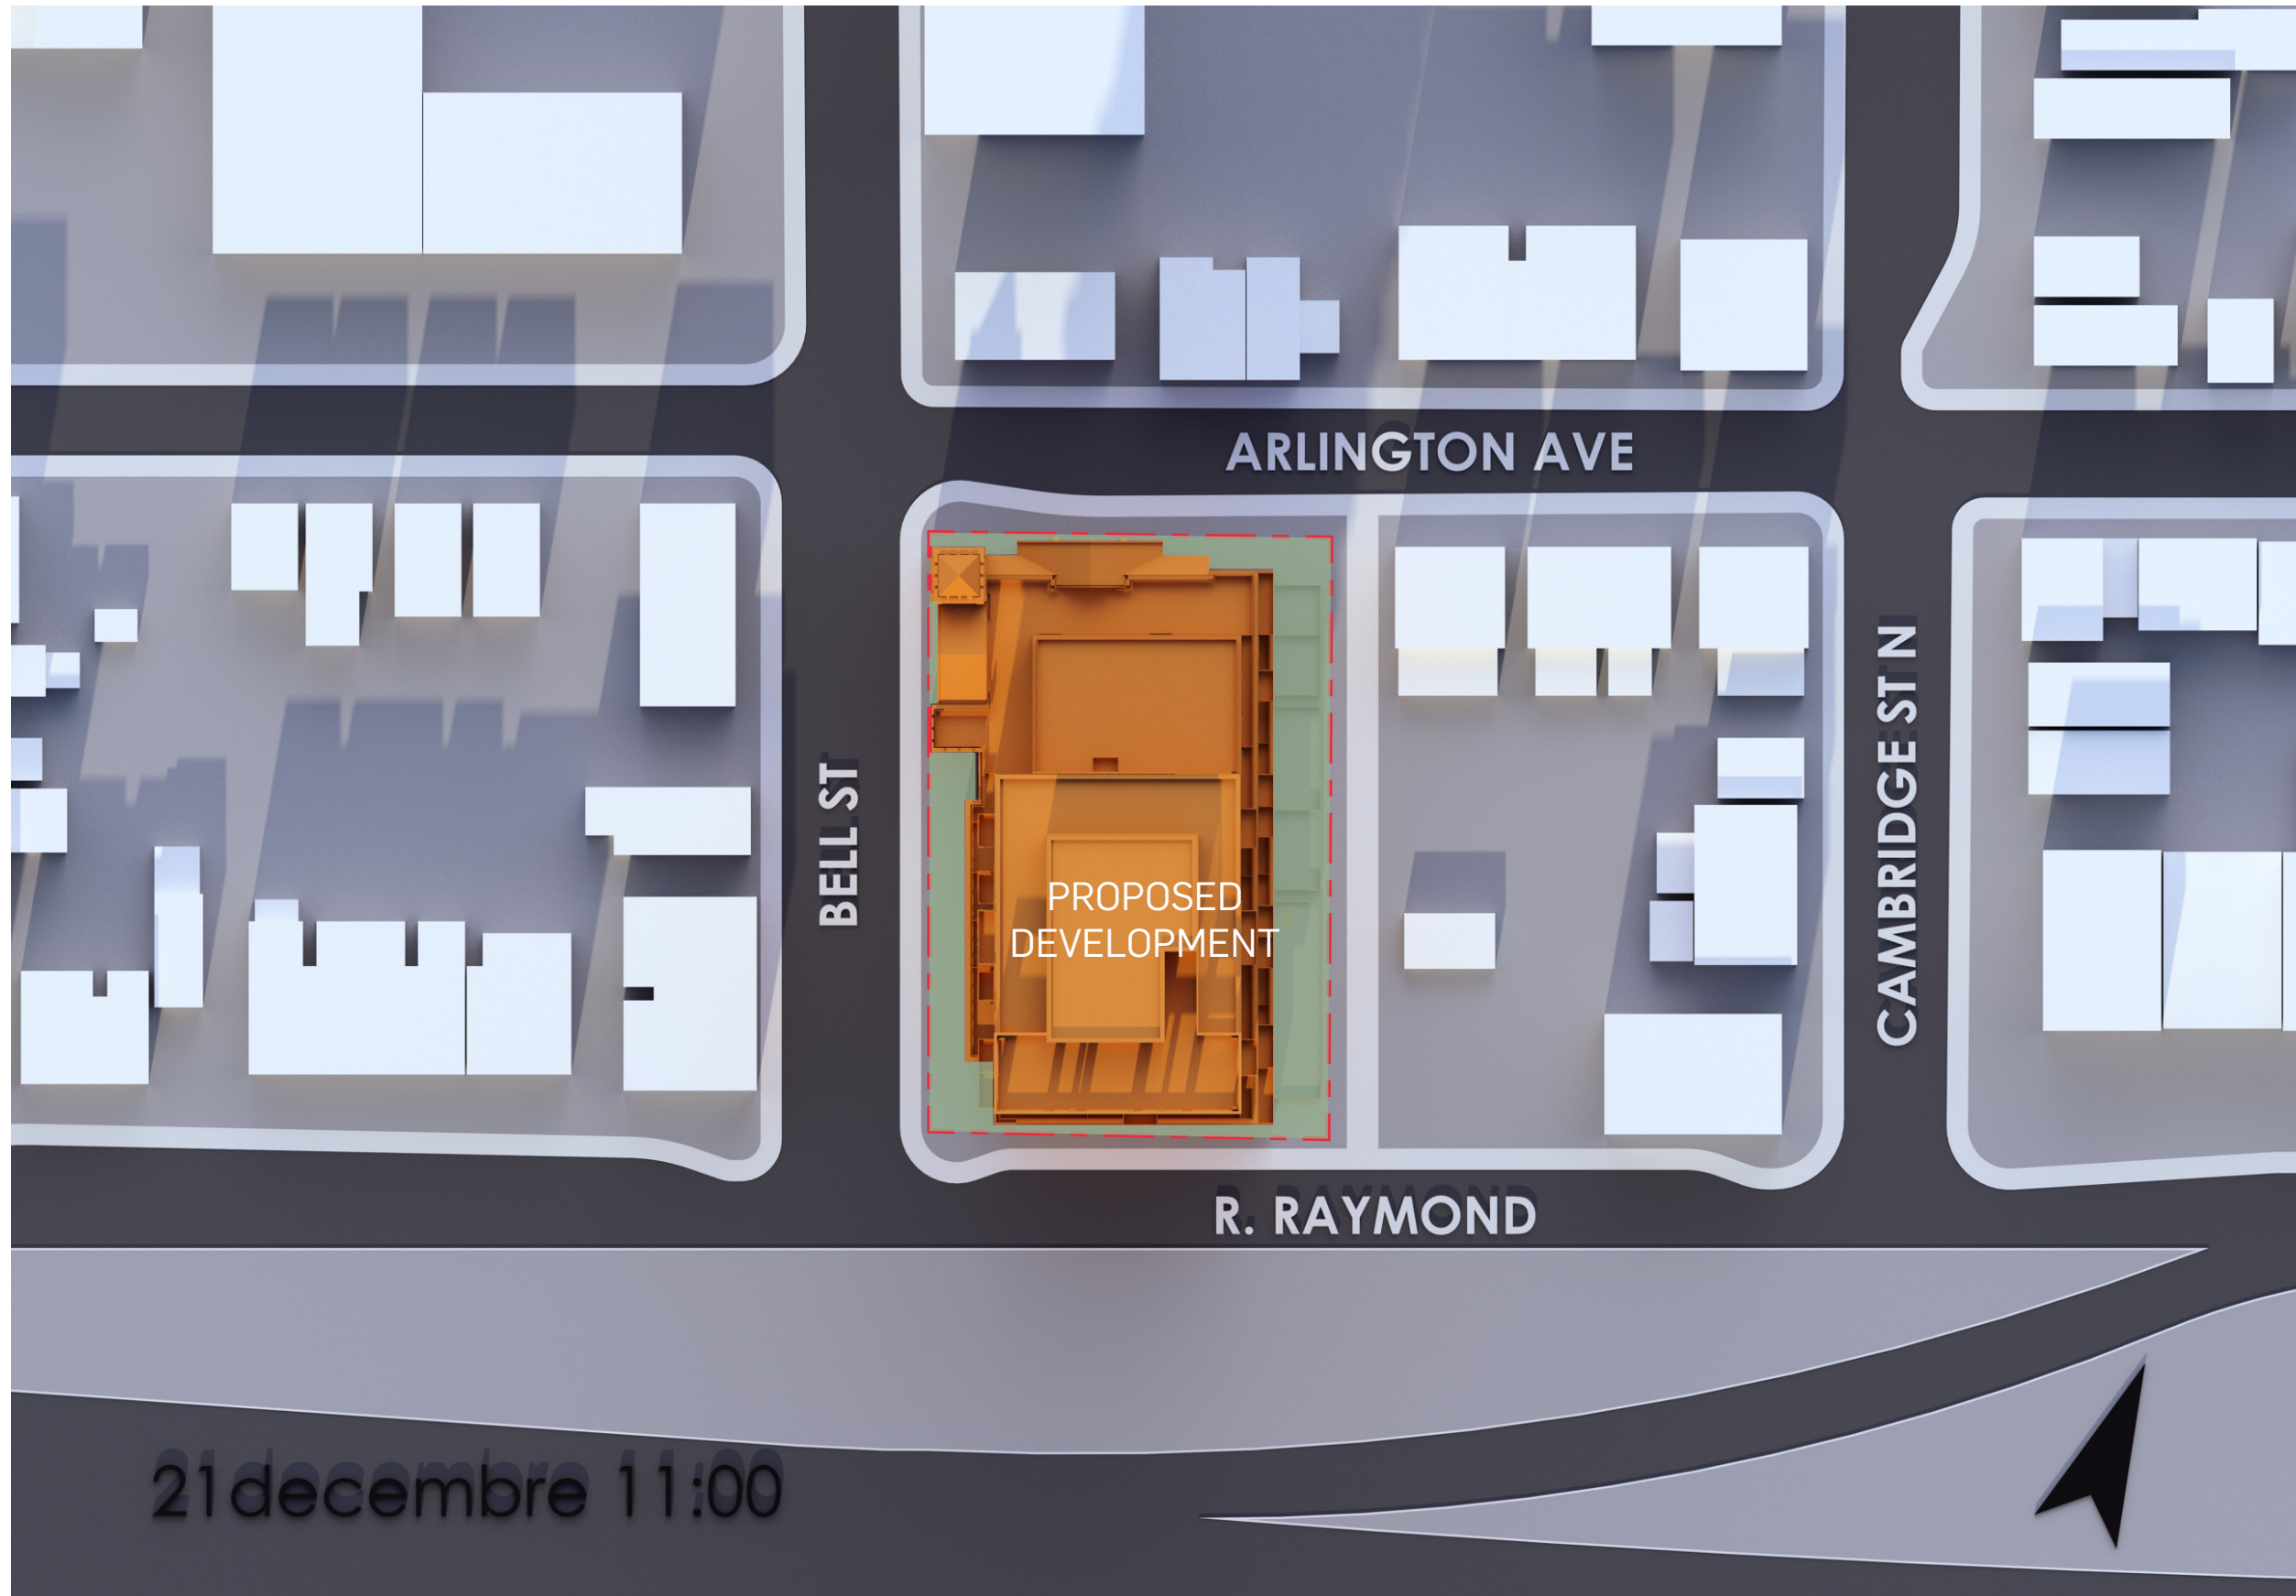 ARLINGTON AVE
BELL ST
CAMBRIDGE ST N
PROPOSED
DEVELOPMENT
R. RAYMOND
21decembre 11:00